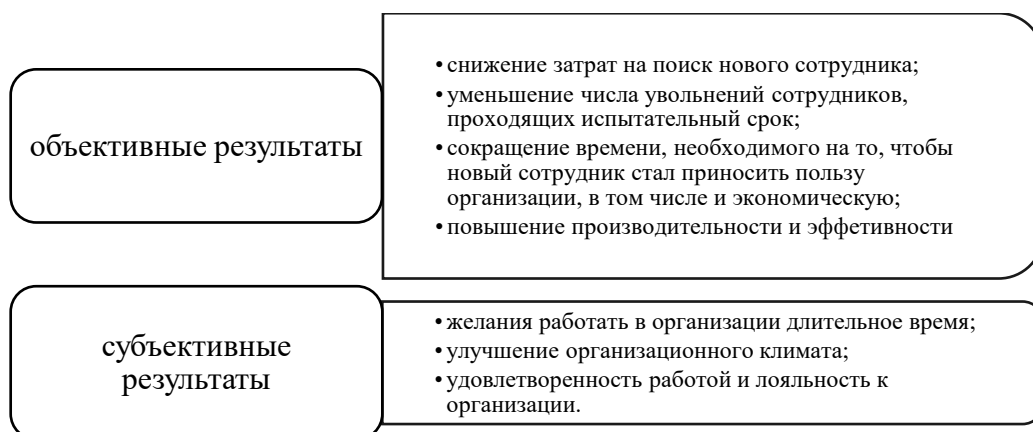 объективные результаты
• снижение затрат на поиск нового сотрудника;
• уменьшение числа увольнений сотрудников,
проходящих испытательный срок;
• сокращение времени, необходимого на то, чтобы
новый сотрудник стал приносить пользу
организации, в том числе и экономическую;
• повышение производительности и эффетивности
субъективные
результаты
• желания работать в организации длительное время;
• улучшение организационного климата;
• удовлетворенность работой и лояльность к
организации.